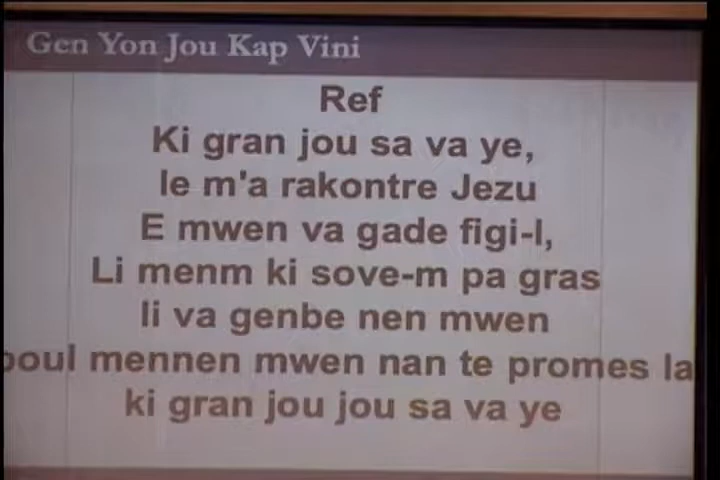 Gen Yon Jou Kap Vini
Ref
Ki gran jou sa va ye,
le m'a rakontre Jezu
E mwen va gade figi-l,
Li menm ki sove-m pa gras
li va genbe nen mwen
poul mennen mwen nan te promes la
ki gran jou jou sa va ye